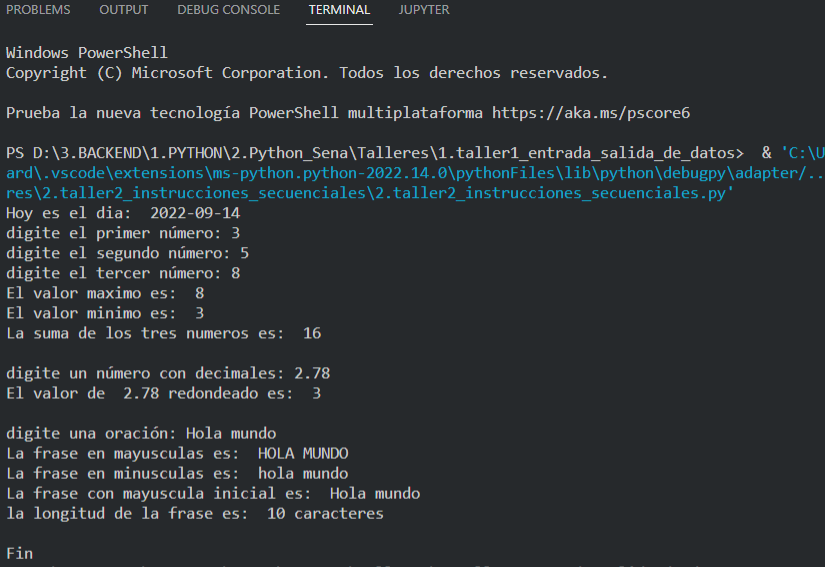 PROBLEMS OUTPUT DEBUG CONSOLE TERMINAL JUPYTER
Windows PowerShell
Copyright (C) Microsoft Corporation. Todos los derechos reservados.
Prueba la nueva tecnología PowerShell multiplataforma https://aka.ms/pscore6
PS D:\3.BACKEND\1.PYTHON\2.Python_Sena\Talleres\1.taller1_entrada_salida_de_datos>  & 'C:\U
ard\.vscode\extensions\ms-python.python-2022.14.0\pythonFiles\lib\python\debugpy\adapter/..
res\2.taller2_instrucciones_secuenciales\2.taller2_instrucciones_secuenciales.py'
Hoy es el dia:  2022-09-14
digite el primer número: 3
digite el segundo número: 5
digite el tercer número: 8
El valor maximo es:  8
El valor minimo es:  3
La suma de los tres numeros es:  16
digite un número con decimales: 2.78
El valor de  2.78 redondeado es:  3
digite una oración: Hola mundo
La frase en mayusculas es:  HOLA MUNDO
La frase en minusculas es:  hola mundo
La frase con mayuscula inicial es:  Hola mundo
la longitud de la frase es:  10 caracteres
Fin